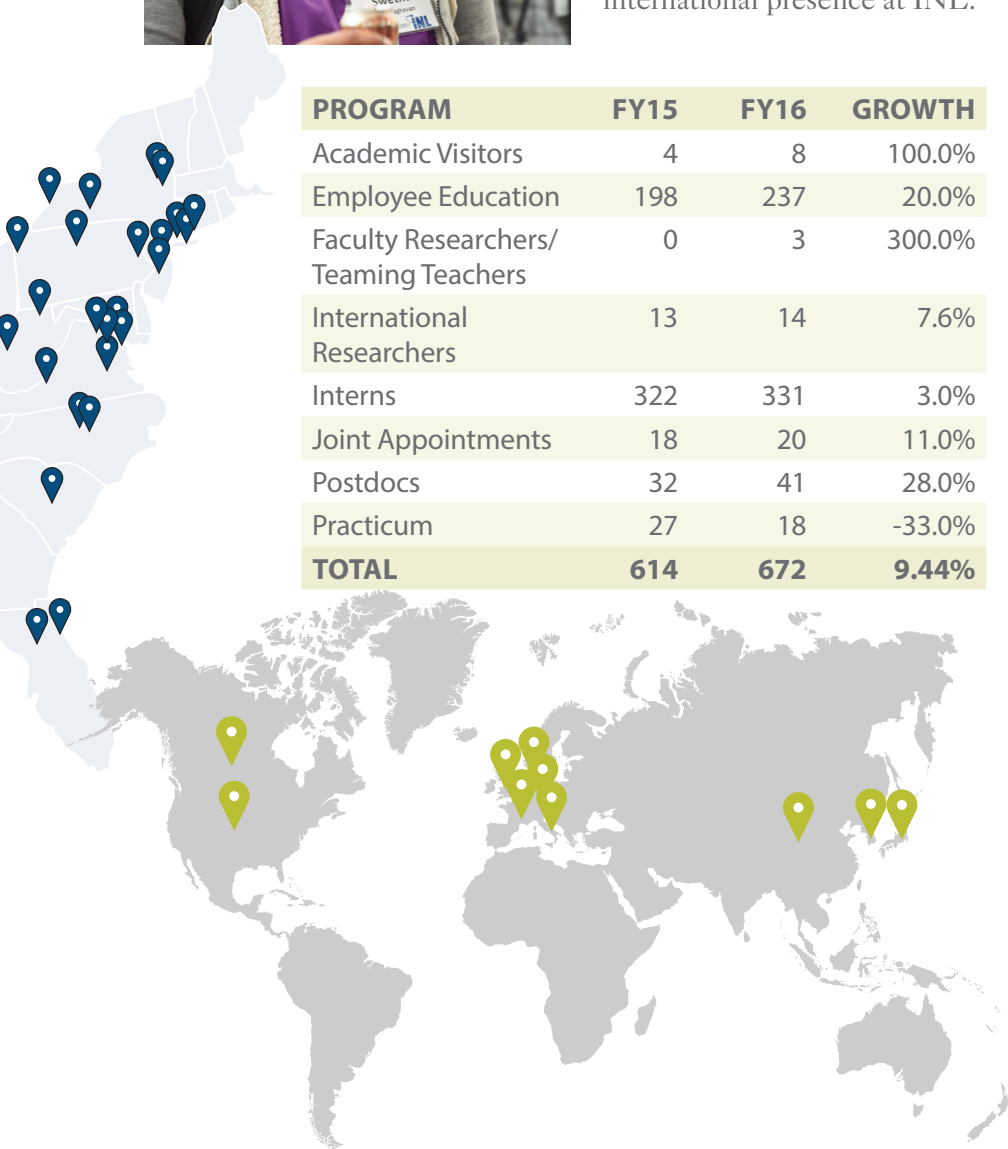 INL
international presence at INL.
PROGRAM FY15 FY16 GROWTH
Academic Visitors 4 8 100.0%
Employee Education 198 237 20.0%
Faculty Researchers/ 0 3 300.0%
Teaming Teachers
International 13 14 7.6%
Researchers
Interns 322 331 3.0%
Joint Appointments 18 20 11.0%
Postdocs 32 41 28.0%
Practicum 27 18 -33.0%
TOTAL 614 672 9.44%